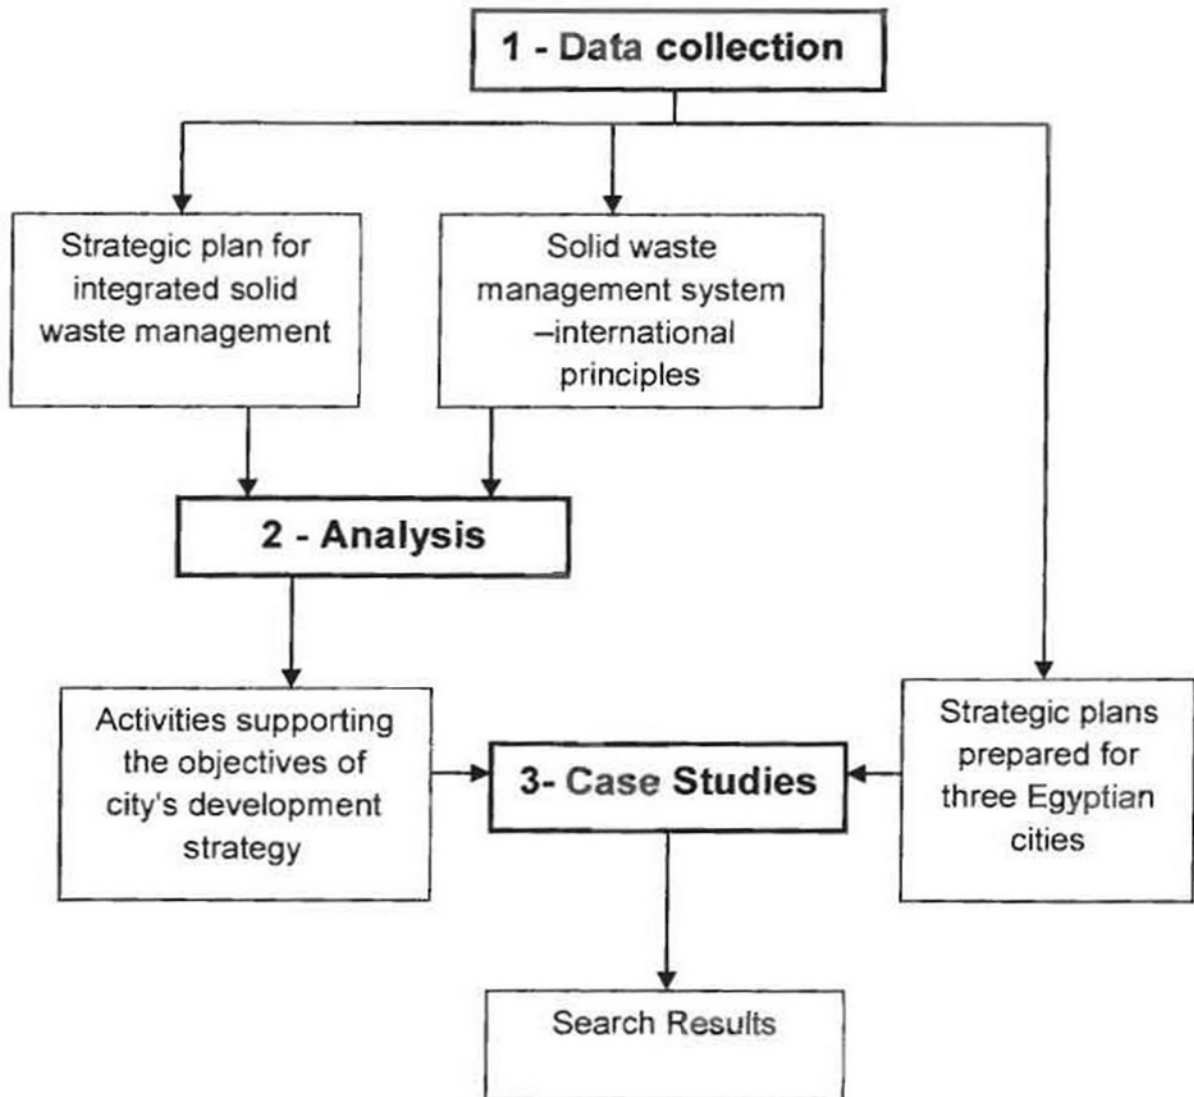 1 - Data collection
Strategic plan for
integrated solid
waste management
Solid waste
management system
–international
principles
2 - Analysis
Activities supporting
the objectives of
city's development
strategy
3- Case Studies
Strategic plans
prepared for
three Egyptian
cities
Search Results